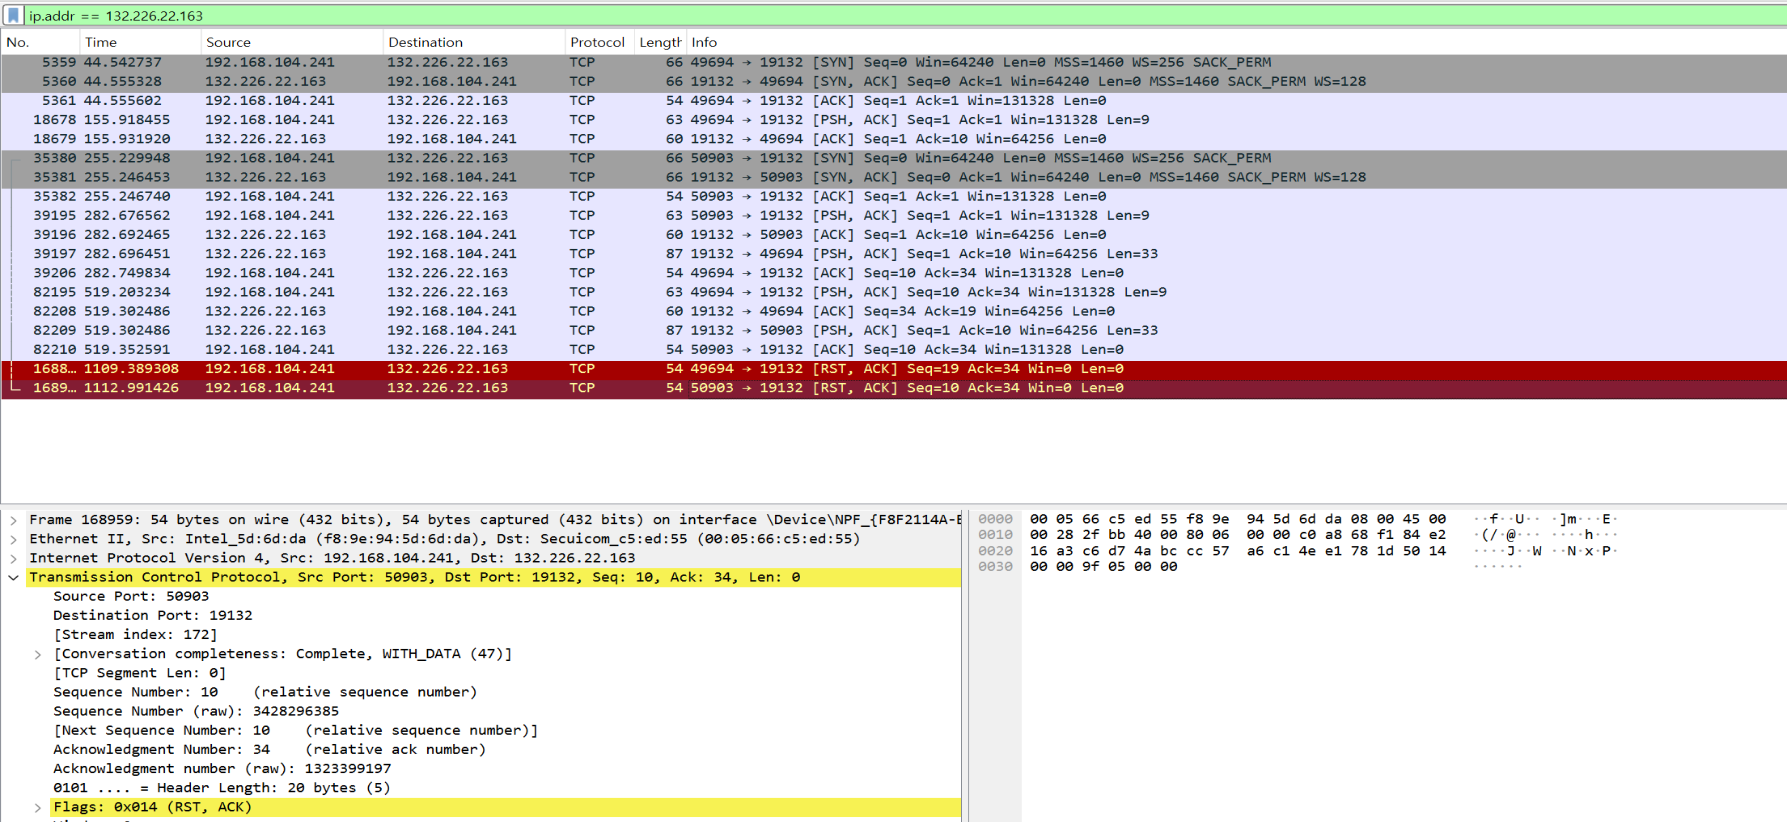 ip.addr == 132.226.22.163
No. Time Source Destination Protocol Length Info
5359 44.542737 192.168.104.241 132.226.22.163 TCP 66 49694 → 19132 [SYN] Seq=0 Win=64240 Len=0 MSS=1460 WS=256 SACK_PERM
5360 44.555328 132.226.22.163 192.168.104.241 TCP 66 19132 → 49694 [SYN, ACK] Seq=0 Ack=1 Win=64240 Len=0 MSS=1460 SACK_PERM WS=128
5361 44.555602 192.168.104.241 132.226.22.163 TCP 54 49694 → 19132 [ACK] Seq=1 Ack=1 Win=131328 Len=0
18678 155.918455 192.168.104.241 132.226.22.163 TCP 63 49694 → 19132 [PSH, ACK] Seq=1 Ack=1 Win=131328 Len=9
18679 155.931920 132.226.22.163 192.168.104.241 TCP 60 19132 → 49694 [ACK] Seq=1 Ack=10 Win=64256 Len=0
35380 255.229948 192.168.104.241 132.226.22.163 TCP 66 50903 → 19132 [SYN] Seq=0 Win=64240 Len=0 MSS=1460 WS=256 SACK_PERM
35381 255.246453 132.226.22.163 192.168.104.241 TCP 66 19132 → 50903 [SYN, ACK] Seq=0 Ack=1 Win=64240 Len=0 MSS=1460 SACK_PERM WS=128
35382 255.246740 192.168.104.241 132.226.22.163 TCP 54 50903 → 19132 [ACK] Seq=1 Ack=1 Win=131328 Len=0
39195 282.676562 192.168.104.241 132.226.22.163 TCP 63 50903 → 19132 [PSH, ACK] Seq=1 Ack=1 Win=131328 Len=9
39196 282.692465 132.226.22.163 192.168.104.241 TCP 60 19132 → 50903 [ACK] Seq=1 Ack=10 Win=64256 Len=0
39197 282.696451 132.226.22.163 192.168.104.241 TCP 87 19132 → 49694 [PSH, ACK] Seq=1 Ack=10 Win=64256 Len=33
39206 282.749834 192.168.104.241 132.226.22.163 TCP 54 49694 → 19132 [ACK] Seq=10 Ack=34 Win=131328 Len=0
82195 519.203234 192.168.104.241 132.226.22.163 TCP 63 49694 → 19132 [PSH, ACK] Seq=10 Ack=34 Win=131328 Len=9
82208 519.302486 132.226.22.163 192.168.104.241 TCP 60 19132 → 49694 [ACK] Seq=34 Ack=19 Win=64256 Len=0
82209 519.302486 132.226.22.163 192.168.104.241 TCP 87 19132 → 50903 [PSH, ACK] Seq=1 Ack=10 Win=64256 Len=33
82210 519.352591 192.168.104.241 132.226.22.163 TCP 54 50903 → 19132 [ACK] Seq=10 Ack=34 Win=131328 Len=0
1688… 1109.389308 192.168.104.241 132.226.22.163 TCP 54 49694 → 19132 [RST, ACK] Seq=19 Ack=34 Win=0 Len=0
1689… 1112.991426 192.168.104.241 132.226.22.163 TCP 54 50903 → 19132 [RST, ACK] Seq=10 Ack=34 Win=0 Len=0
Frame 168959: 54 bytes on wire (432 bits), 54 bytes captured (432 bits) on interface \Device\NPF_{F8F2114A-E
Ethernet II, Src: Intel_5d:6d:da (f8:9e:94:5d:6d:da), Dst: Secuicom_c5:ed:55 (00:05:66:c5:ed:55)
Internet Protocol Version 4, Src: 192.168.104.241, Dst: 132.226.22.163
Transmission Control Protocol, Src Port: 50903, Dst Port: 19132, Seq: 10, Ack: 34, Len: 0
Source Port: 50903
Destination Port: 19132
[Stream index: 172]
[Conversation completeness: Complete, WITH_DATA (47)]
[TCP Segment Len: 0]
Sequence Number: 10 (relative sequence number)
Sequence Number (raw): 3428296385
[Next Sequence Number: 10 (relative sequence number)]
Acknowledgment Number: 34 (relative ack number)
Acknowledgment number (raw): 1323399197
0101 .... = Header Length: 20 bytes (5)
Flags: 0x014 (RST, ACK)
0000 00 05 66 c5 ed 55 f8 9e 94 5d 6d da 08 00 45 00 ··f··U·· ·]m···E·
0010 00 28 2f bb 40 00 80 06 00 00 c0 a8 68 f1 84 e2 ·(/·@··· ····h···
0020 16 a3 c6 d7 4a bc cc 57 a6 c1 4e e1 78 1d 50 14 ····J··W ··N·x·P·
0030 00 00 9f 05 00 00 ······